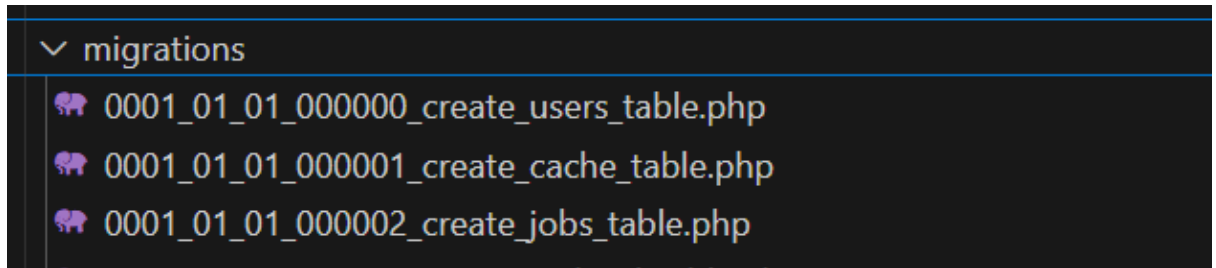 migrations
0001_01_01_000000_create_users_table.php
0001_01_01_000001_create_cache_table.php
0001_01_01_000002_create_jobs_table.php